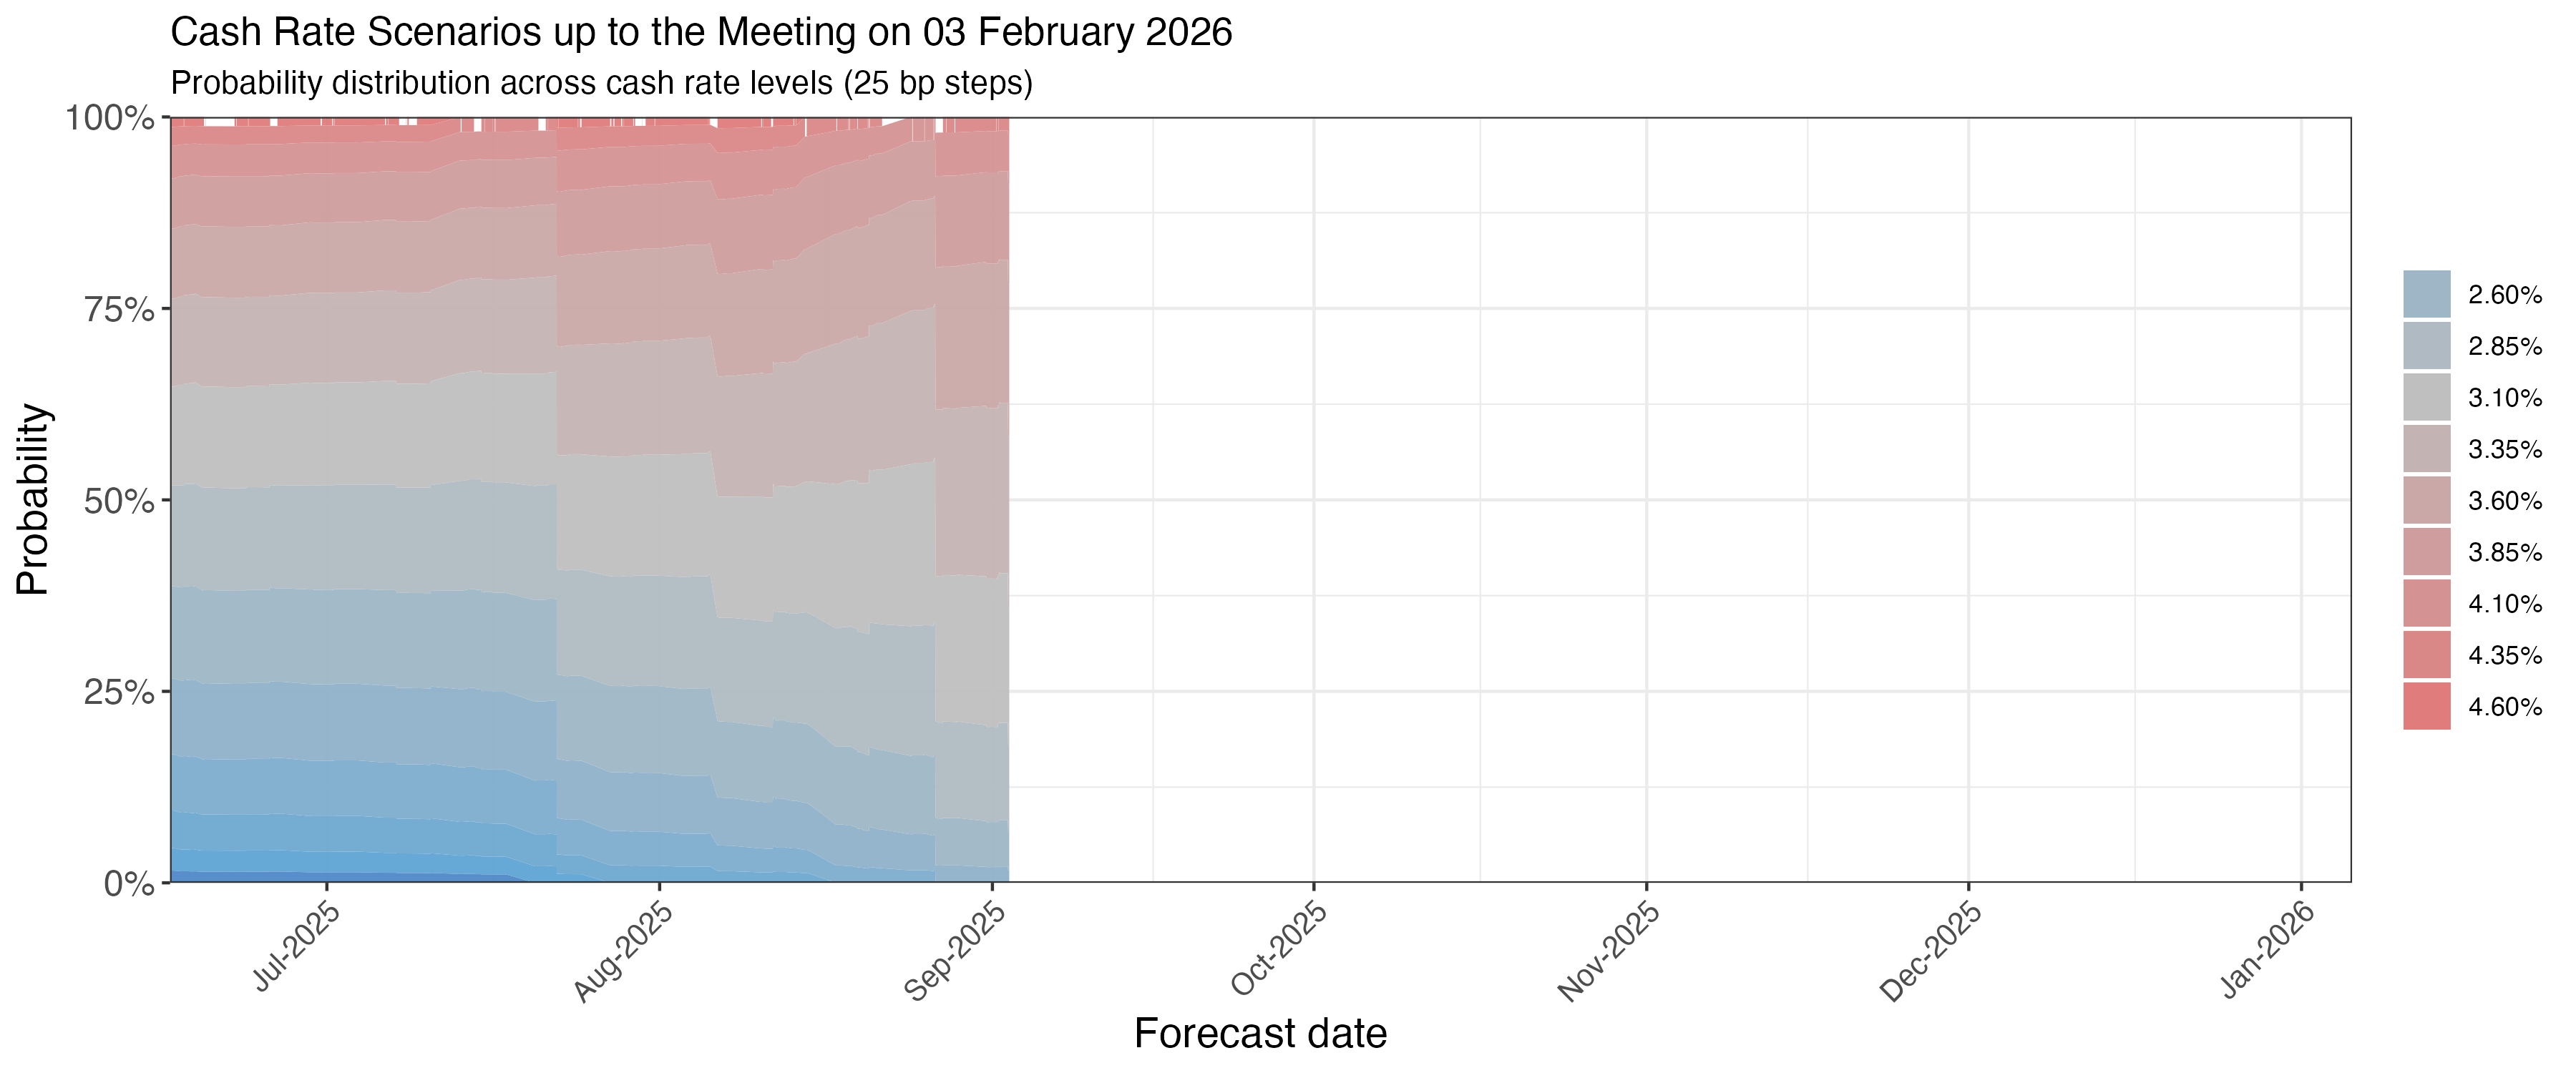 Cash Rate Scenarios up to the Meeting on 03 February 2026
Probability distribution across cash rate levels (25 bp steps)
100%
75%
50%
25%
0%
Probability
Jul-2025
Aug-2025
Sep-2025
Oct-2025
Nov-2025
Dec-2025
Jan-2026
Forecast date
2.60%
2.85%
3.10%
3.35%
3.60%
3.85%
4.10%
4.35%
4.60%